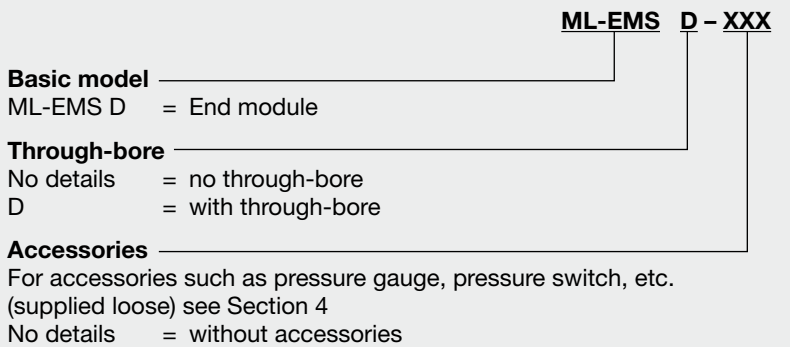 ML-EMS D – XXX
Basic model
ML-EMS D = End module
Through-bore
No details = no through-bore
D = with through-bore
Accessories
For accessories such as pressure gauge, pressure switch, etc.
(supplied loose) see Section 4
No details = without accessories